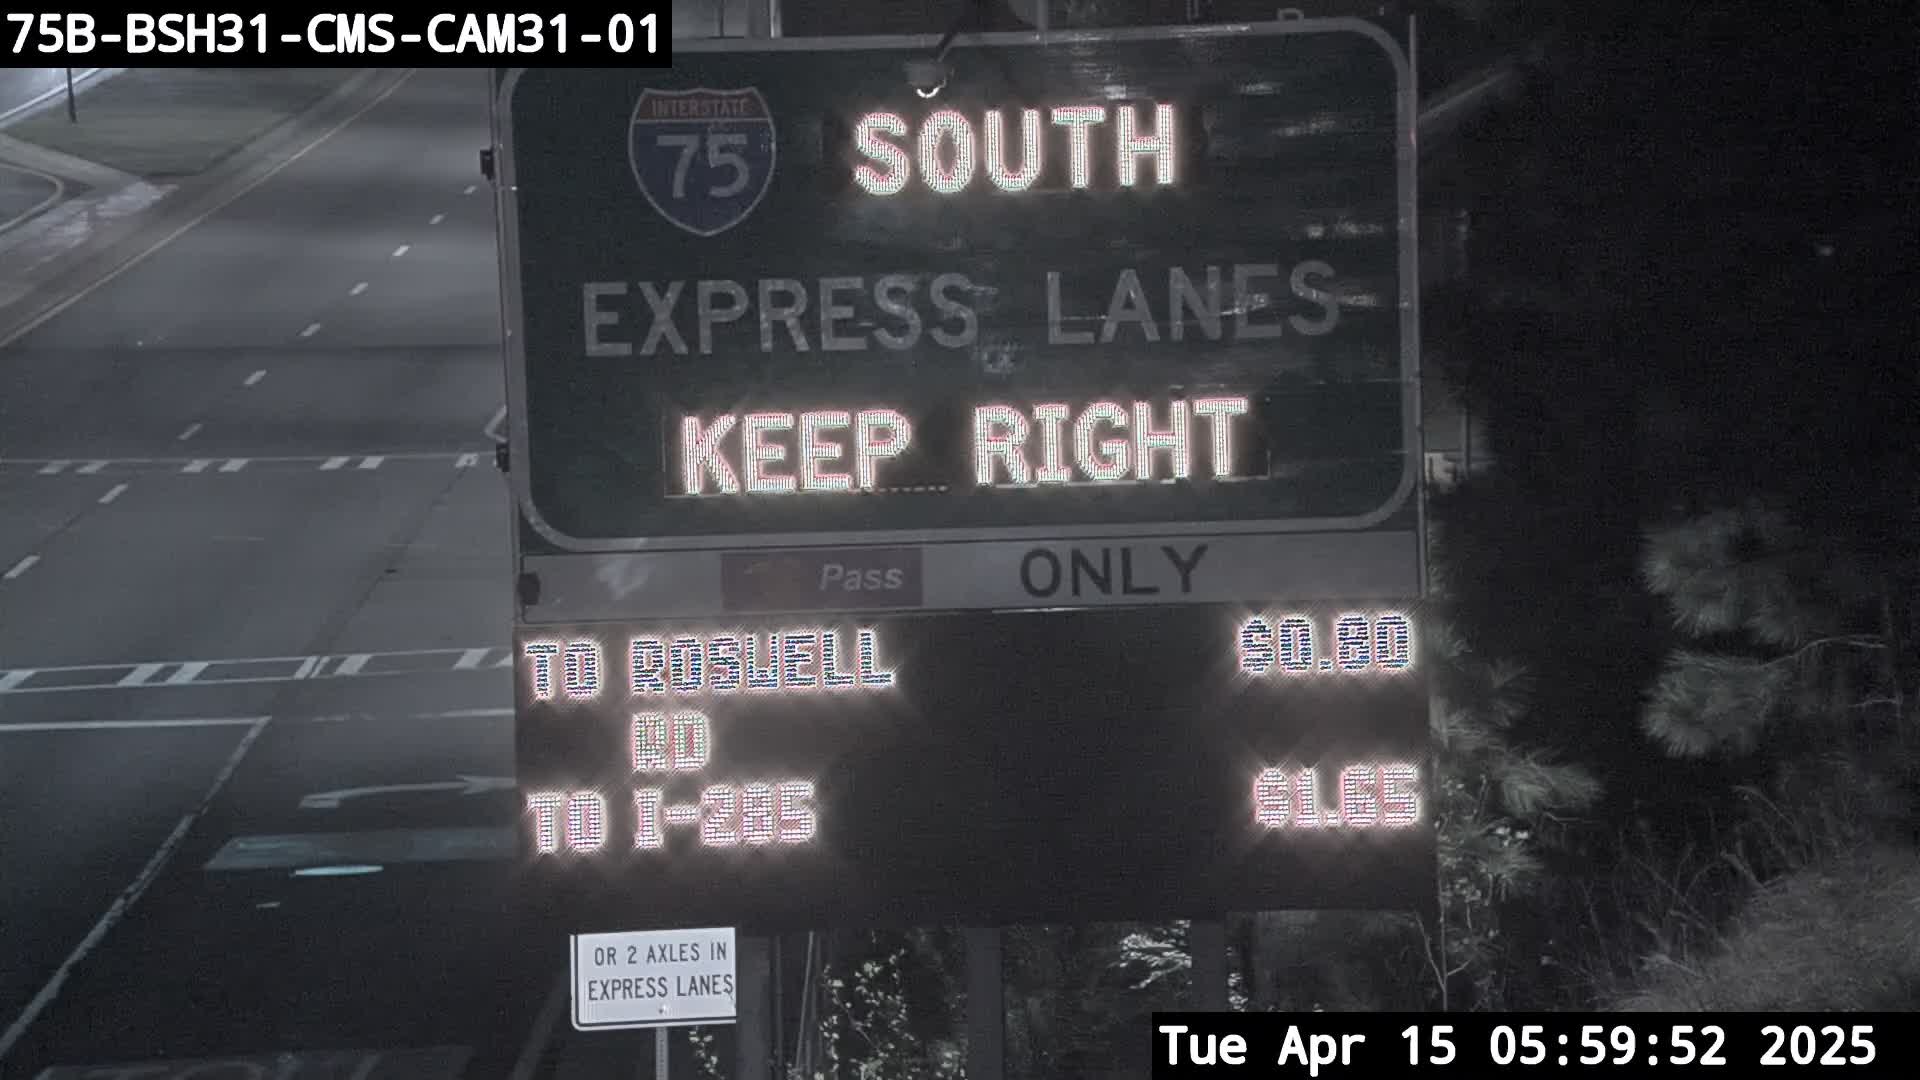 75B-BSH31-CMS-CAM31-01
INTERSTATE
75
SOUTH
EXPRESS LANES
KEEP RIGHT
Pass ONLY
TO ROSWELL $0.80
RD
TO I-285 $1.65
OR 2 AXLES IN
EXPRESS LANES
Tue Apr 15 05:59:52 2025